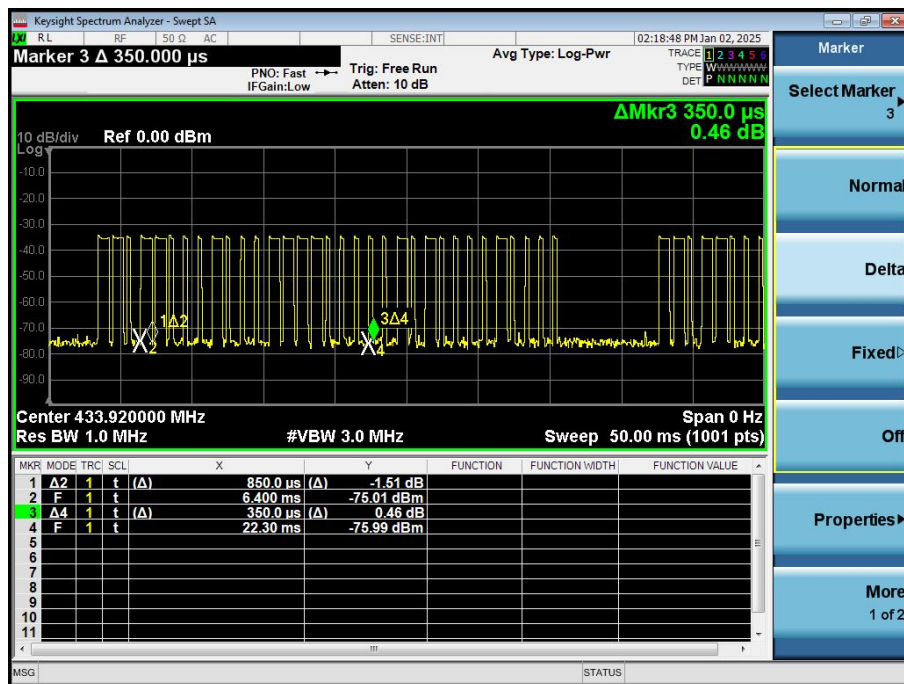 Keysight Spectrum Analyzer - Swept SA
LXI RL RF 50 Ω AC SENSE:INT 02:18:48 PM Jan 02, 2025
Marker 3 Δ 350.000 µs
PNO: Fast
IFGain:Low
Trig: Free Run
Atten: 10 dB
Avg Type: Log-Pwr
TRACE 1 2 3 4 5 6
TYPE WWWWWW
DET P N N N N N
ΔMkr3 350.0 µs
0.46 dB
10 dB/div Ref 0.00 dBm
Log
-10.0
-20.0
-30.0
-40.0
-50.0
-60.0
-70.0
-80.0
-90.0
1Δ2
2
3Δ4
4
Center 433.920000 MHz Span 0 Hz
Res BW 1.0 MHz #VBW 3.0 MHz Sweep 50.00 ms (1001 pts)
MKR MODE TRC SCL X Y FUNCTION FUNCTION WIDTH FUNCTION VALUE
1 Δ2 1 t (Δ) 850.0 µs (Δ) -1.51 dB
2 F 1 t 6.400 ms -75.01 dBm
3 Δ4 1 t (Δ) 350.0 µs (Δ) 0.46 dB
4 F 1 t 22.30 ms -75.99 dBm
5
6
7
8
9
10
11
MSG STATUS
Marker
Select Marker
3
Normal
Delta
Fixed
Off
Properties
More
1 of 2